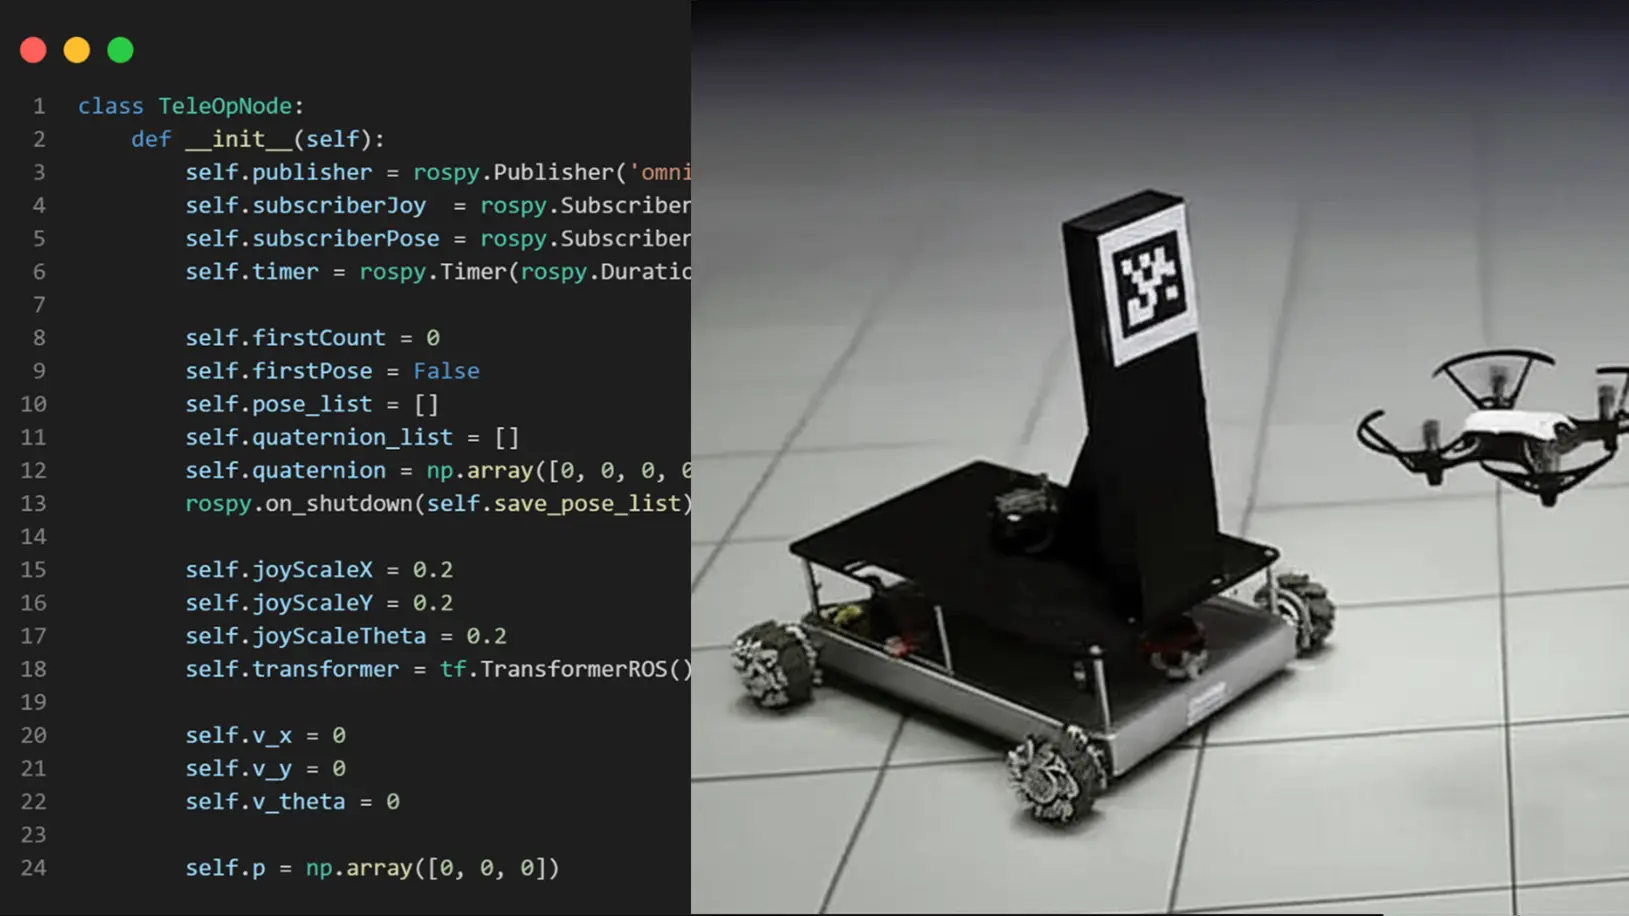 1 class TeleOpNode:
2 def __init__(self):
3 self.publisher = rospy.Publisher('omni
4 self.subscriberJoy = rospy.Subscriber
5 self.subscriberPose = rospy.Subscriber
6 self.timer = rospy.Timer(rospy.Duratio
7
8 self.firstCount = 0
9 self.firstPose = False
10 self.pose_list = []
11 self.quaternion_list = []
12 self.quaternion = np.array([0, 0, 0, 0
13 rospy.on_shutdown(self.save_pose_list)
14
15 self.joyScaleX = 0.2
16 self.joyScaleY = 0.2
17 self.joyScaleTheta = 0.2
18 self.transformer = tf.TransformerROS()
19
20 self.v_x = 0
21 self.v_y = 0
22 self.v_theta = 0
23
24 self.p = np.array([0, 0, 0])